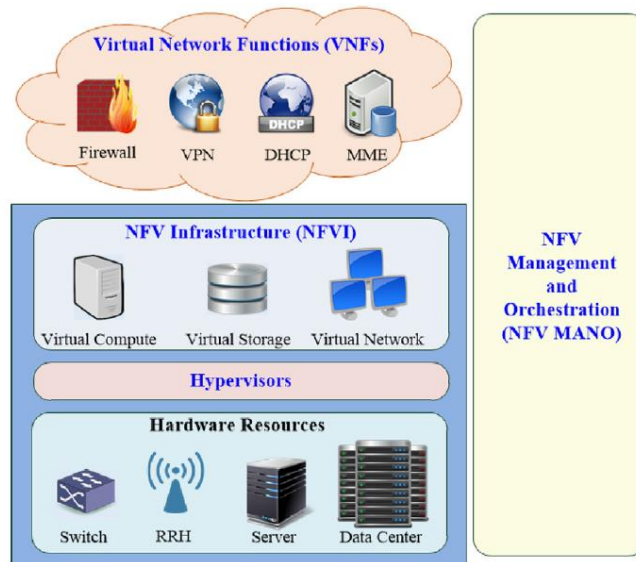 Virtual Network Functions (VNFs)
Firewall VPN DHCP DHCP MME
NFV Infrastructure (NFVI)
Virtual Compute Virtual Storage Virtual Network
Hypervisors
Hardware Resources
Switch RRH Server Data Center
NFV
Management
and
Orchestration
(NFV MANO)